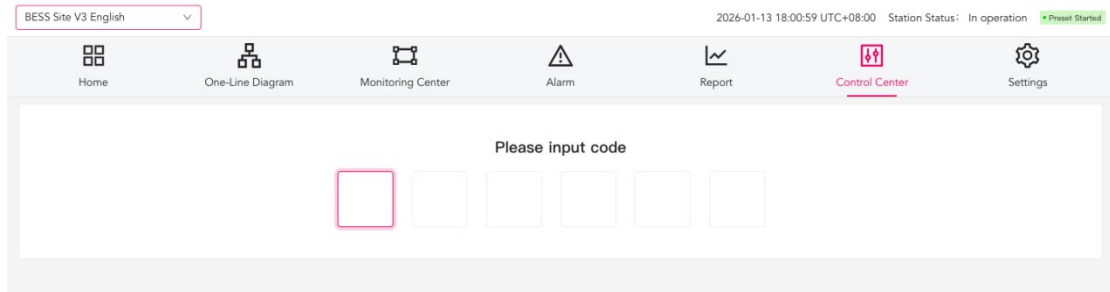 BESS Site V3 English
2026-01-13 18:00:59 UTC+08:00 Station Status: In operation • Preset Started
Home One-Line Diagram Monitoring Center Alarm Report Control Center Settings
Please input code